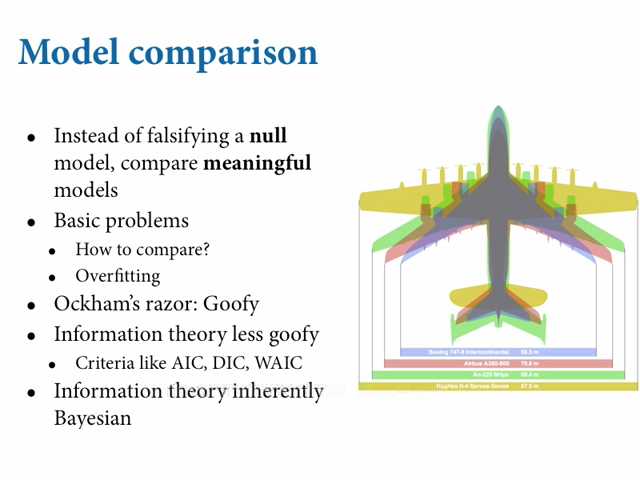 Model comparison
• Instead of falsifying a null
model, compare meaningful
models
• Basic problems
• How to compare?
• Overfitting
• Ockham's razor: Goofy
• Information theory less goofy
• Criteria like AIC, DIC, WAIC
• Information theory inherently
Bayesian
Boeing 747-8 Intercontinental 68.5 m
Airbus A380-800 79.8 m
An-225 Mriya 88.4 m
Hughes H-4 Spruce Goose 97.5 m